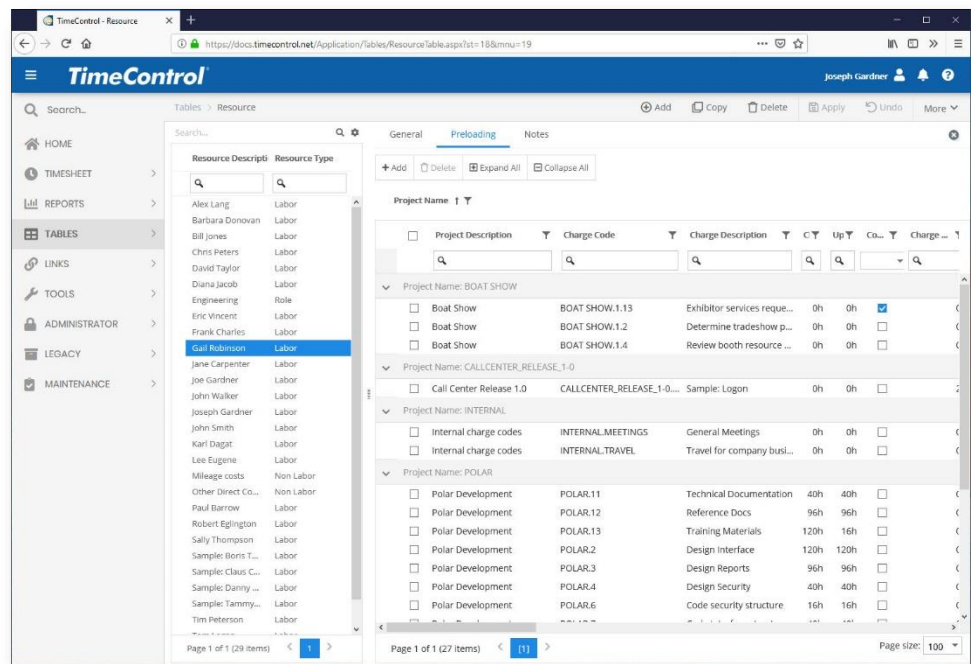 TimeControl - Resource
https://docs.timecontrol.net/Application/Tables/ResourceTable.aspx?st=18&mnu=19
TimeControl
Joseph Gardner
Search...
Tables > Resource
Add Copy Delete Apply Undo More
HOME
TIMESHEET
REPORTS
TABLES
LINKS
TOOLS
ADMINISTRATOR
LEGACY
MAINTENANCE
Search...
Resource Descripti Resource Type
Alex Lang Labor
Barbara Donovan Labor
Bill Jones Labor
Chris Peters Labor
David Taylor Labor
Diana Jacob Labor
Engineering Role
Eric Vincent Labor
Frank Charles Labor
Gail Robinson Labor
Jane Carpenter Labor
Joe Gardner Labor
John Walker Labor
Joseph Gardner Labor
John Smith Labor
Karl Dagat Labor
Lee Eugene Labor
Mileage costs Non Labor
Other Direct Co... Non Labor
Paul Barrow Labor
Robert Eglington Labor
Sally Thompson Labor
Sample: Boris T... Labor
Sample: Claus C... Labor
Sample: Danny ... Labor
Sample: Tammy... Labor
Tim Peterson Labor
Page 1 of 1 (29 items) 1
General Preloading Notes
+ Add Delete Expand All Collapse All
Project Name
Project Description Charge Code Charge Description Up Co... Charge ...
Project Name: BOAT SHOW
Boat Show BOAT SHOW.1.13 Exhibitor services reque... 0h 0h
Boat Show BOAT SHOW.1.2 Determine tradeshow p... 0h 0h
Boat Show BOAT SHOW.1.4 Review booth resource ... 0h 0h
Project Name: CALLCENTER_RELEASE_1-0
Call Center Release 1.0 CALLCENTER_RELEASE_1-0.... Sample: Logon 0h 0h
Project Name: INTERNAL
Internal charge codes INTERNAL.MEETINGS General Meetings 0h 0h
Internal charge codes INTERNAL.TRAVEL Travel for company busi... 0h 0h
Project Name: POLAR
Polar Development POLAR.11 Technical Documentation 40h 40h
Polar Development POLAR.12 Reference Docs 96h 96h
Polar Development POLAR.13 Training Materials 120h 16h
Polar Development POLAR.2 Design Interface 120h 120h
Polar Development POLAR.3 Design Reports 96h 96h
Polar Development POLAR.4 Design Security 40h 40h
Polar Development POLAR.6 Code security structure 16h 16h
Page 1 of 1 (27 items) [1] Page size: 100